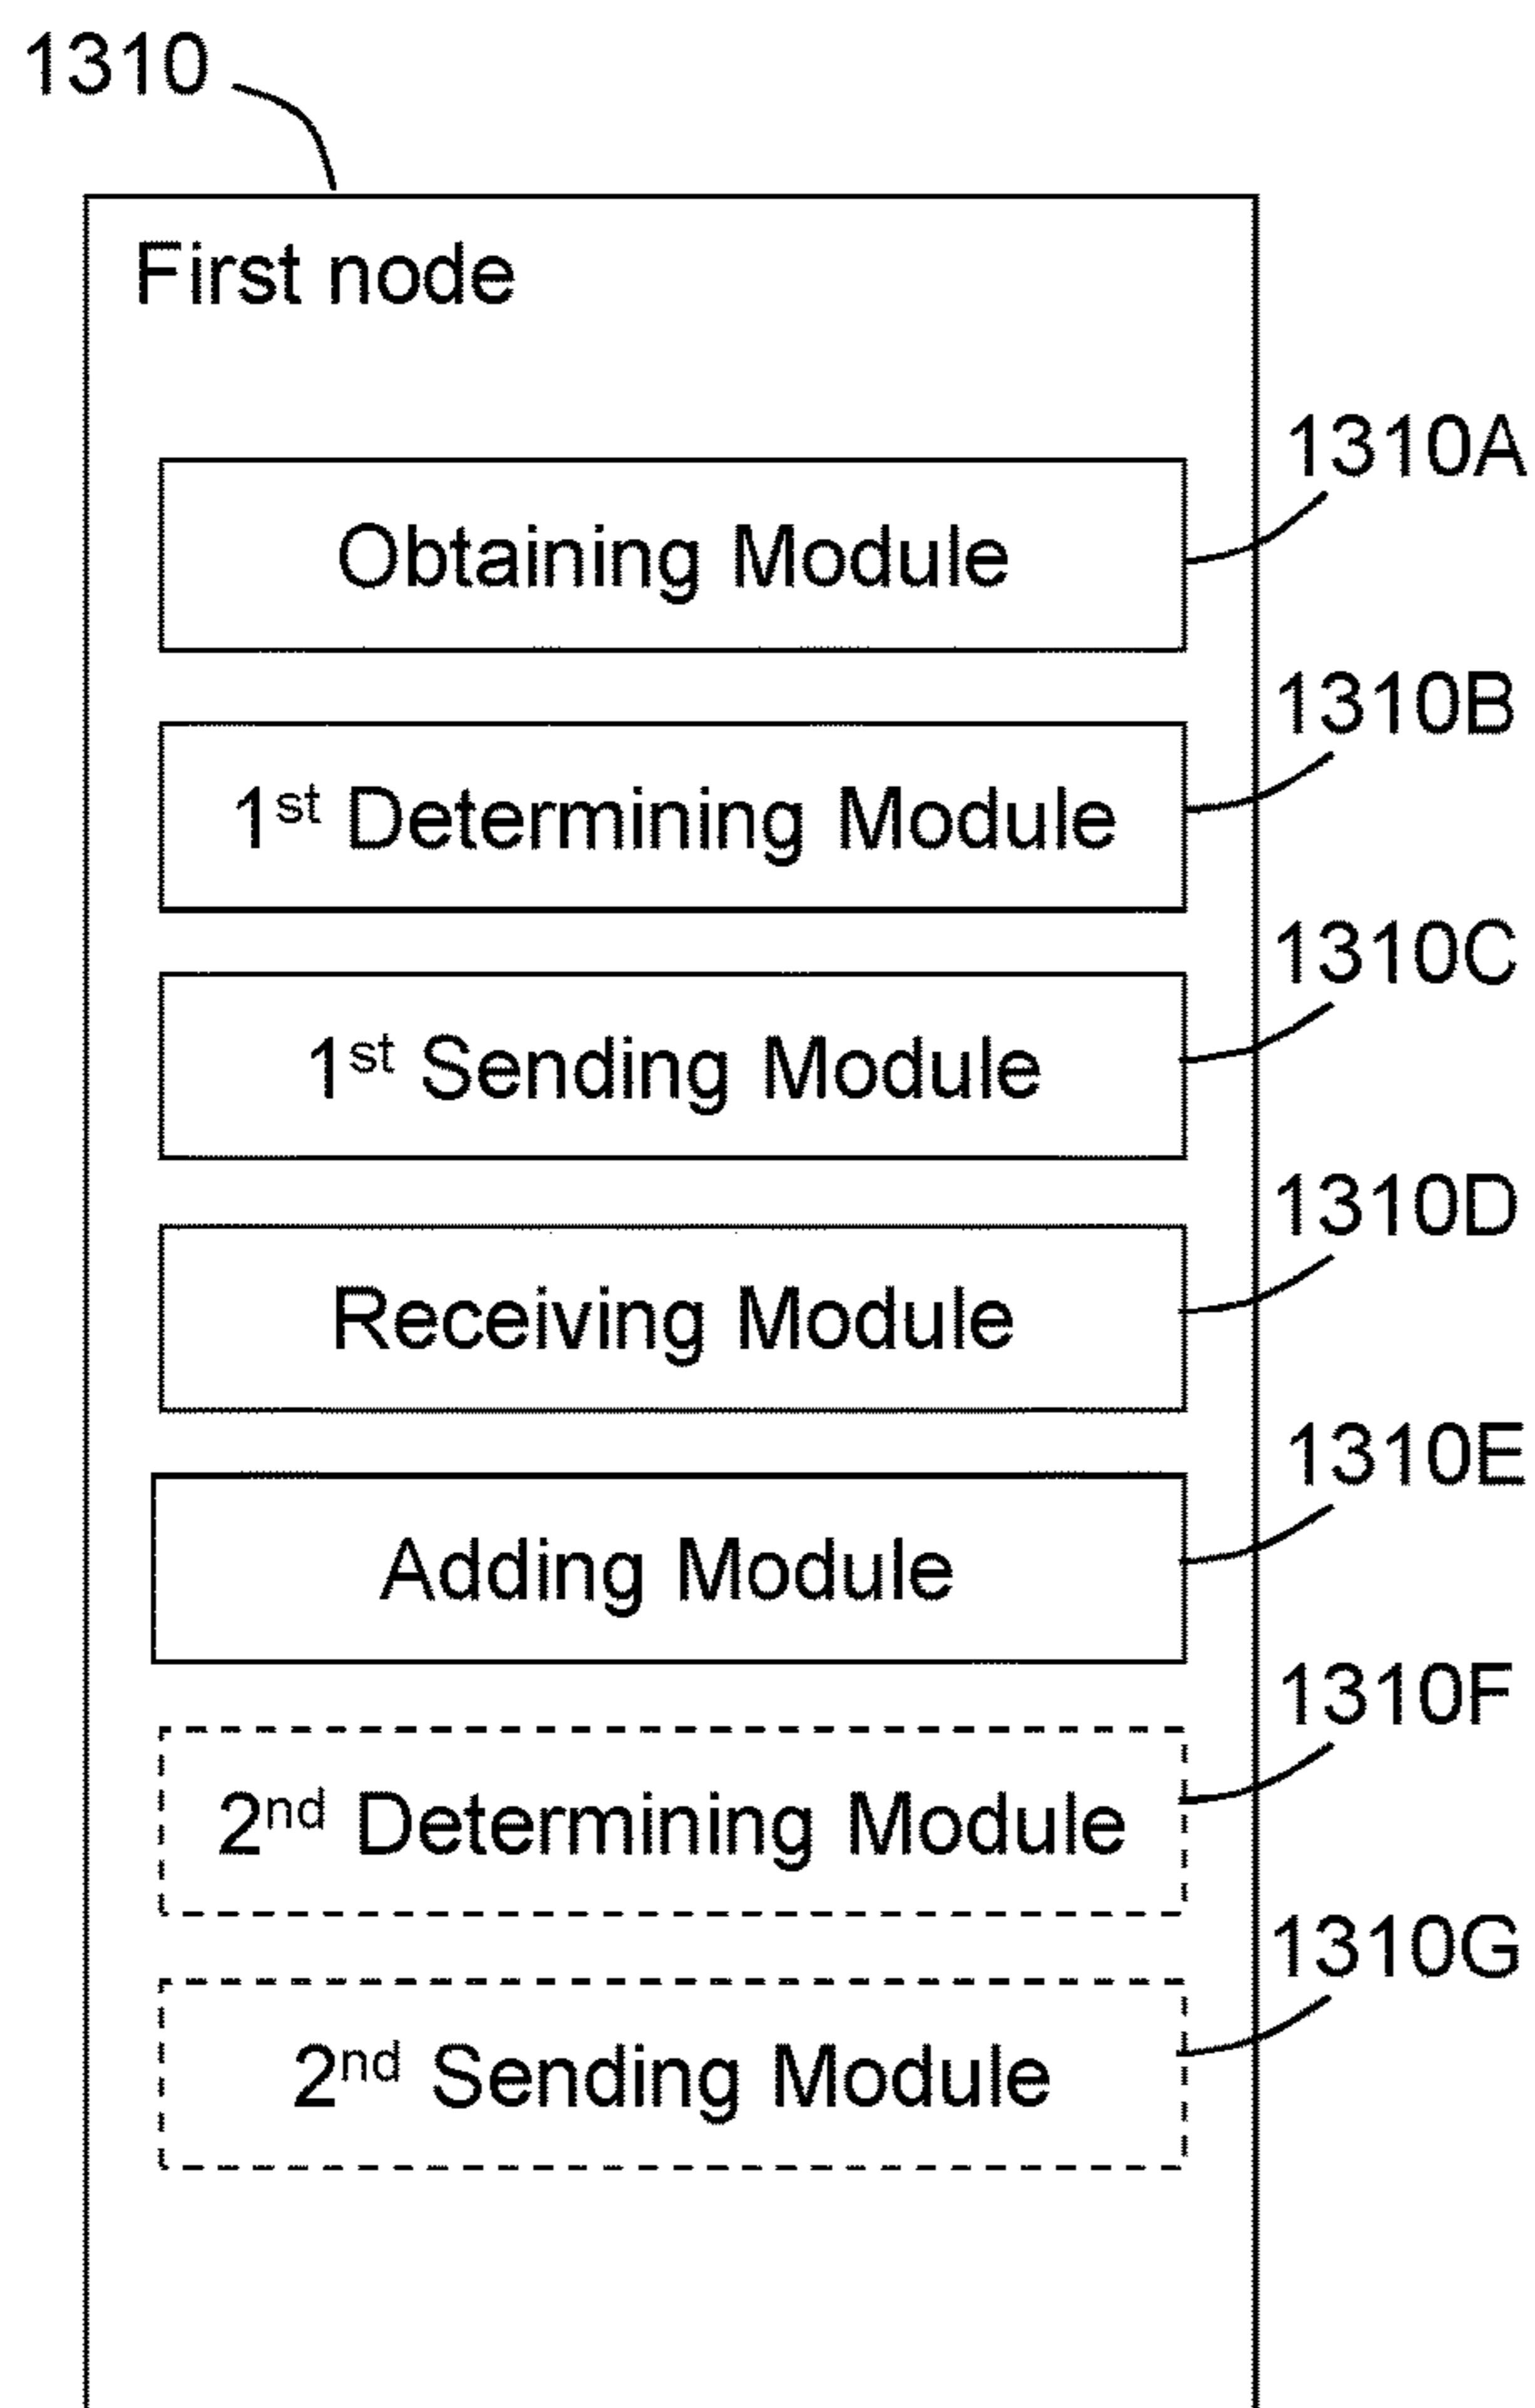 1310
First node
1310A
Obtaining Module
1310B
1st Determining Module
1310C
1st Sending Module
1310D
Receiving Module
1310E
Adding Module
1310F
2nd Determining Module
1310G
2nd Sending Module